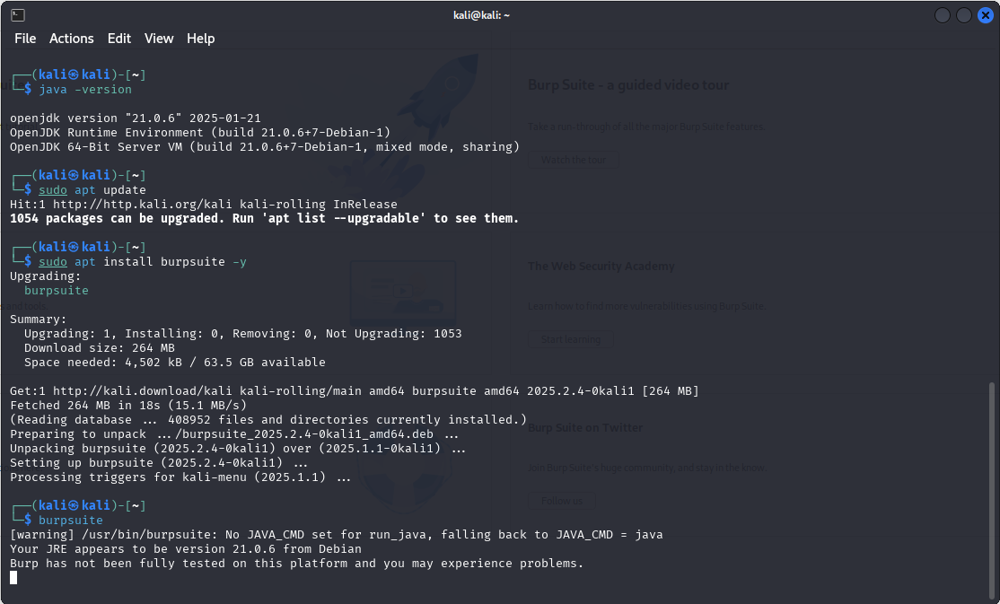 kali@kali: ~
File Actions Edit View Help
┌──(kali㉿kali)-[~]
└─$ java -version
openjdk version "21.0.6" 2025-01-21
OpenJDK Runtime Environment (build 21.0.6+7-Debian-1)
OpenJDK 64-Bit Server VM (build 21.0.6+7-Debian-1, mixed mode, sharing)
┌──(kali㉿kali)-[~]
└─$ sudo apt update
Hit:1 http://http.kali.org/kali kali-rolling InRelease
1054 packages can be upgraded. Run 'apt list --upgradable' to see them.
┌──(kali㉿kali)-[~]
└─$ sudo apt install burpsuite -y
Upgrading:
burpsuite
Summary:
Upgrading: 1, Installing: 0, Removing: 0, Not Upgrading: 1053
Download size: 264 MB
Space needed: 4,502 kB / 63.5 GB available
Get:1 http://kali.download/kali kali-rolling/main amd64 burpsuite amd64 2025.2.4-0kali1 [264 MB]
Fetched 264 MB in 18s (15.1 MB/s)
(Reading database ... 408952 files and directories currently installed.)
Preparing to unpack .../burpsuite_2025.2.4-0kali1_amd64.deb ...
Unpacking burpsuite (2025.2.4-0kali1) over (2025.1.1-0kali1) ...
Setting up burpsuite (2025.2.4-0kali1) ...
Processing triggers for kali-menu (2025.1.1) ...
┌──(kali㉿kali)-[~]
└─$ burpsuite
[warning] /usr/bin/burpsuite: No JAVA_CMD set for run_java, falling back to JAVA_CMD = java
Your JRE appears to be version 21.0.6 from Debian
Burp has not been fully tested on this platform and you may experience problems.
Burp Suite - a guided video tour
Take a run-through of all the major Burp Suite features.
Watch the tour
The Web Security Academy
Learn how to find more vulnerabilities using Burp Suite.
Start learning
s and tools.
Burp Suite on Twitter
Join Burp Suite's huge community, and stay in the know.
Follow us